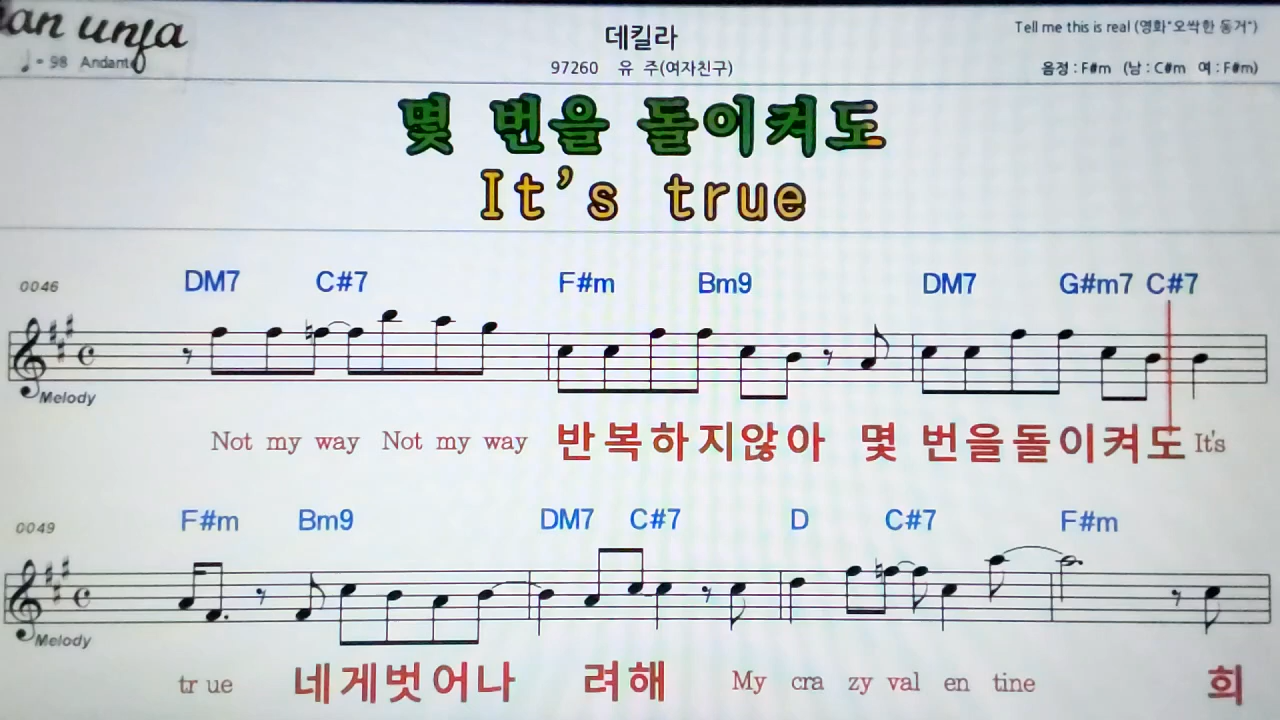 an unfa
데킬라
Tell me this is real (영화"오싹한 동거")
♩= 98 Andante
97260 유 주(여자친구)
음정 : F#m (남 : C#m 여 : F#m)
몇 번을 돌이켜도
It's true
0046 DM7 C#7 F#m Bm9 DM7 G#m7 C#7
Melody
Not my way Not my way 반복하지않아 몇 번을돌이켜도 It's
0049 F#m Bm9 DM7 C#7 D C#7 F#m
Melody
tr ue 네게벗어나 려해 My cra zy val en tine 희